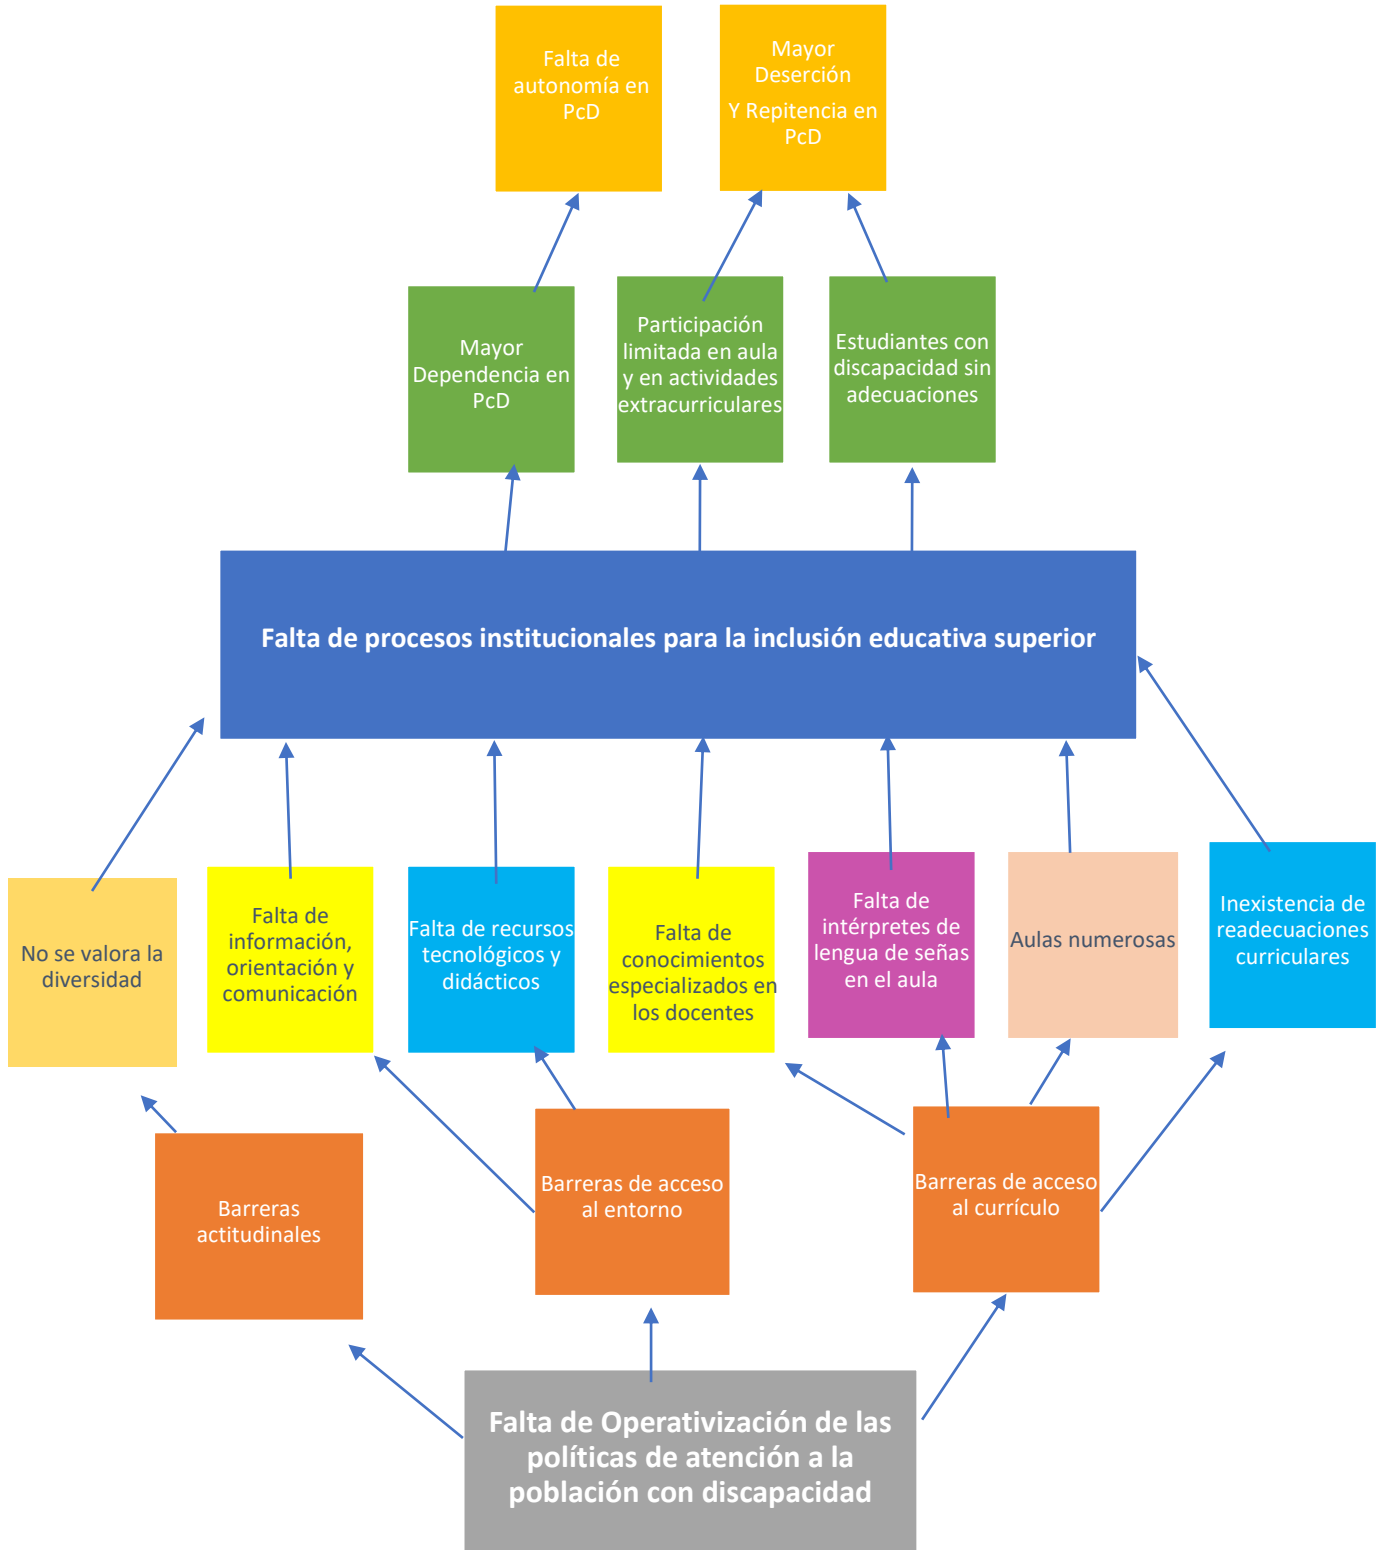 Falta de
autonomía en
PcD
Mayor
Deserción
Y Repitencia en
PcD
Mayor
Dependencia en
PcD
Participación
limitada en aula
y en actividades
extracurriculares
Estudiantes con
discapacidad sin
adecuaciones
Falta de procesos institucionales para la inclusión educativa superior
No se valora la
diversidad
Falta de
información,
orientación y
comunicación
Falta de recursos
tecnológicos y
didácticos
Falta de
conocimientos
especializados en
los docentes
Falta de
intérpretes de
lengua de señas
en el aula
Aulas numerosas
Inexistencia de
readecuaciones
curriculares
Barreras
actitudinales
Barreras de acceso
al entorno
Barreras de acceso
al currículo
Falta de Operativización de las
políticas de atención a la
población con discapacidad